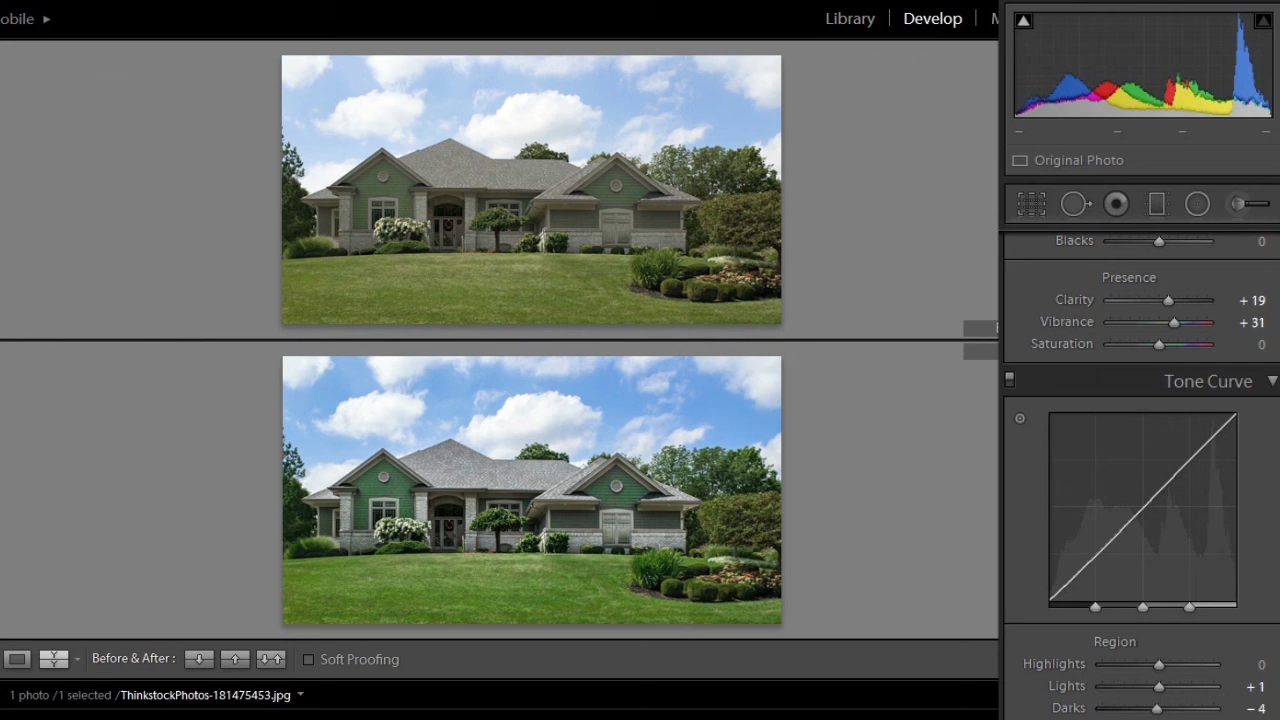 obile ▸
Library | Develop | M
Original Photo
Blacks 0
Presence
Clarity + 19
Vibrance + 31
Saturation 0
Tone Curve
Region
Highlights 0
Lights + 1
Darks – 4
Before & After : Soft Proofing
1 photo /1 selected /ThinkstockPhotos-181475453.jpg